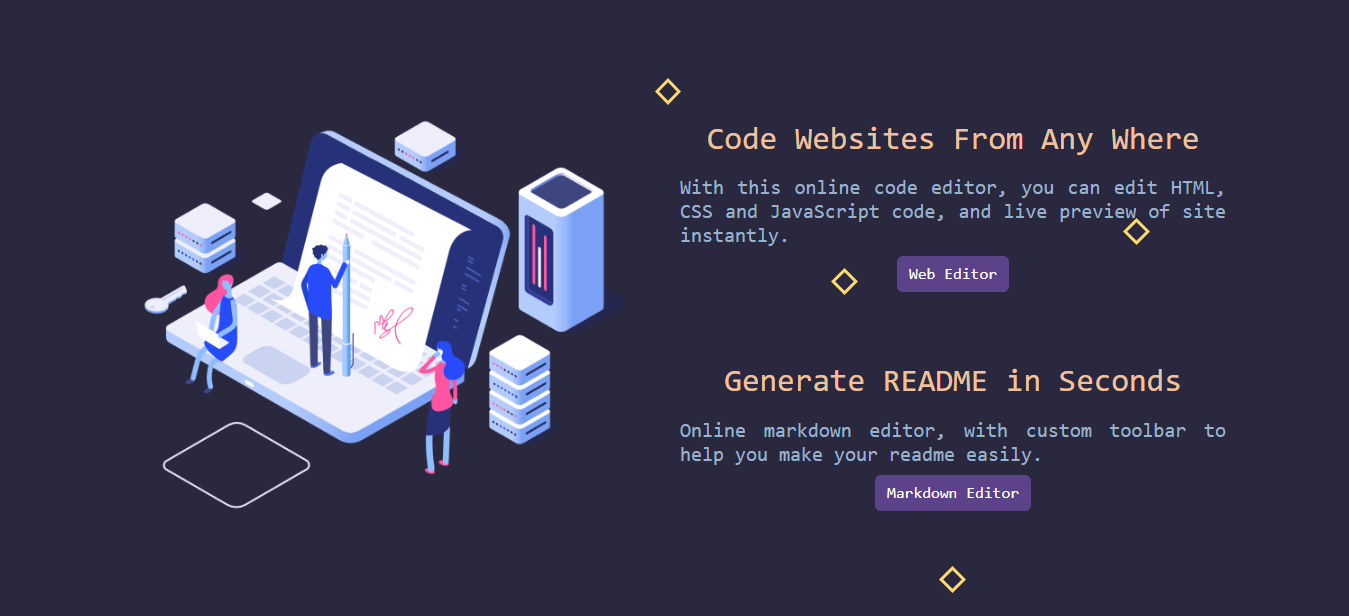 Code Websites From Any Where
With this online code editor, you can edit HTML,
CSS and JavaScript code, and live preview of site
instantly.
Web Editor
Generate README in Seconds
Online markdown editor, with custom toolbar to
help you make your readme easily.
Markdown Editor